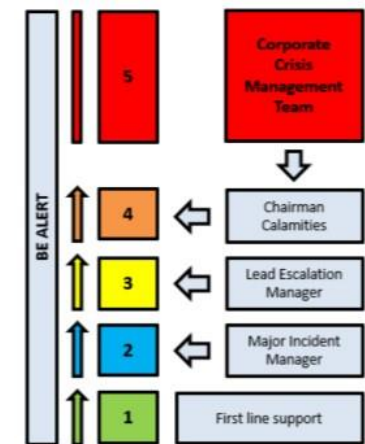 BE ALERT
5
Corporate
Crisis
Management
Team
4
Chairman
Calamities
3
Lead Escalation
Manager
2
Major Incident
Manager
1
First line support